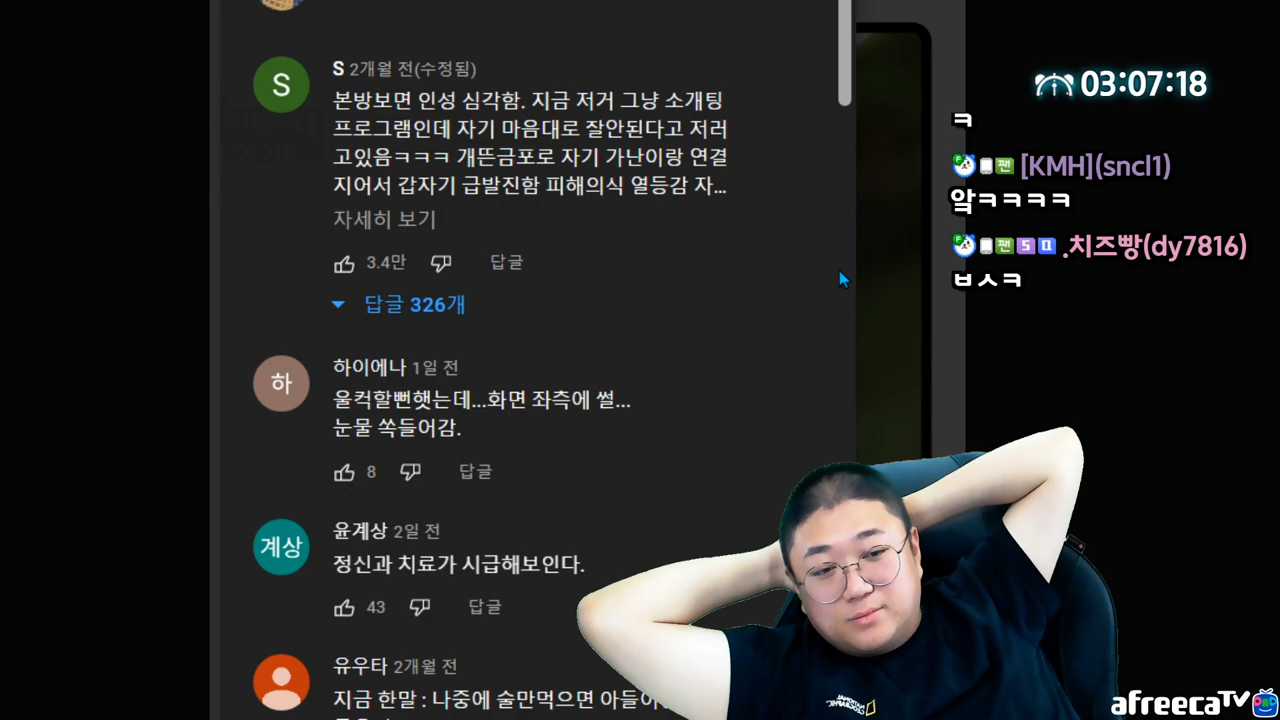 S 2개월 전(수정됨)
본방보면 인성 심각함. 지금 저거 그냥 소개팅
프로그램인데 자기 마음대로 잘안된다고 저러
고있음ㅋㅋㅋ 개뜬금포로 자기 가난이랑 연결
지어서 갑자기 급발진함 피해의식 열등감 자...
자세히 보기
3.4만 답글
답글 326개
하이에나 1일 전
울컥할뻔햇는데...화면 좌측에 썰...
눈물 쏙들어감.
8 답글
윤계상 2일 전
정신과 치료가 시급해보인다.
43 답글
유우타 2개월 전
지금 한말 : 나중에 술만먹으면 아들이
S
하
계상
03:07:18
ㅋ
[KMH](sncl1)
앜ㅋㅋㅋㅋ
.치즈빵(dy7816)
ㅂㅅㅋ
NATIONAL
GEOGRAPHIC
afreecaTV